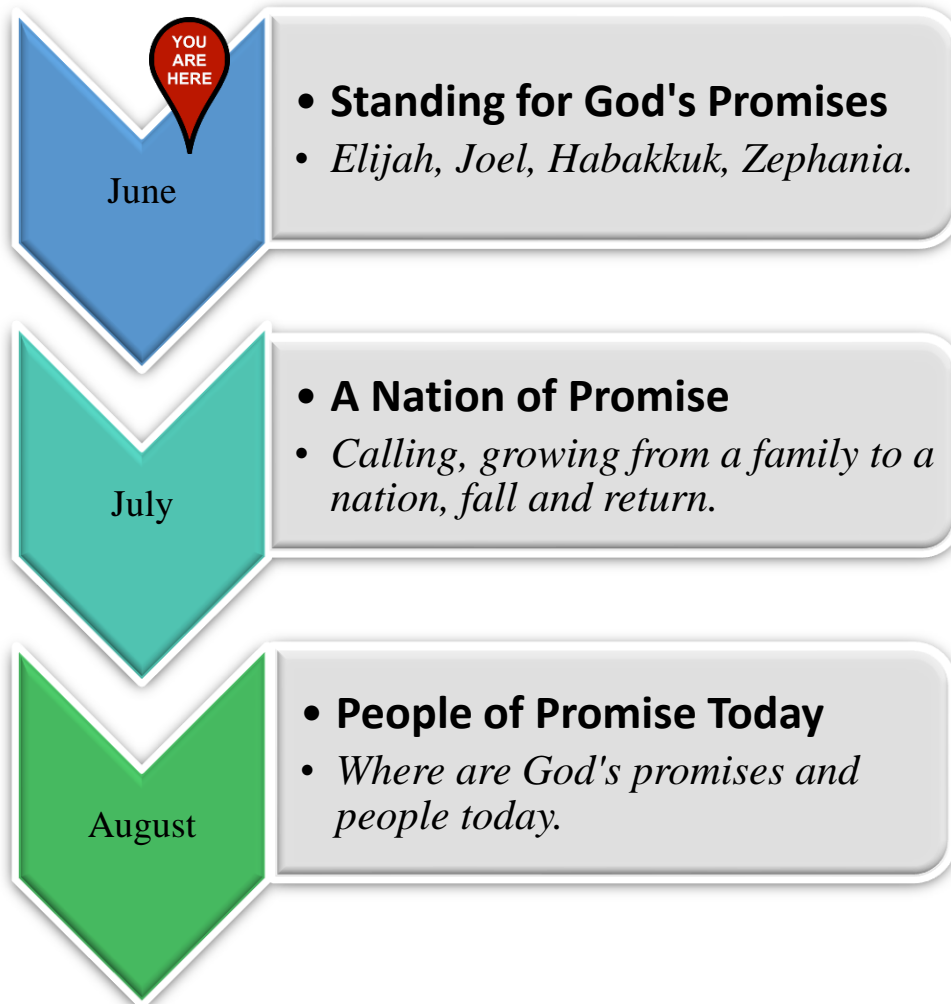 YOU
ARE
HERE
June
• Standing for God's Promises
• Elijah, Joel, Habakkuk, Zephania.
July
• A Nation of Promise
• Calling, growing from a family to a
nation, fall and return.
August
• People of Promise Today
• Where are God's promises and
people today.